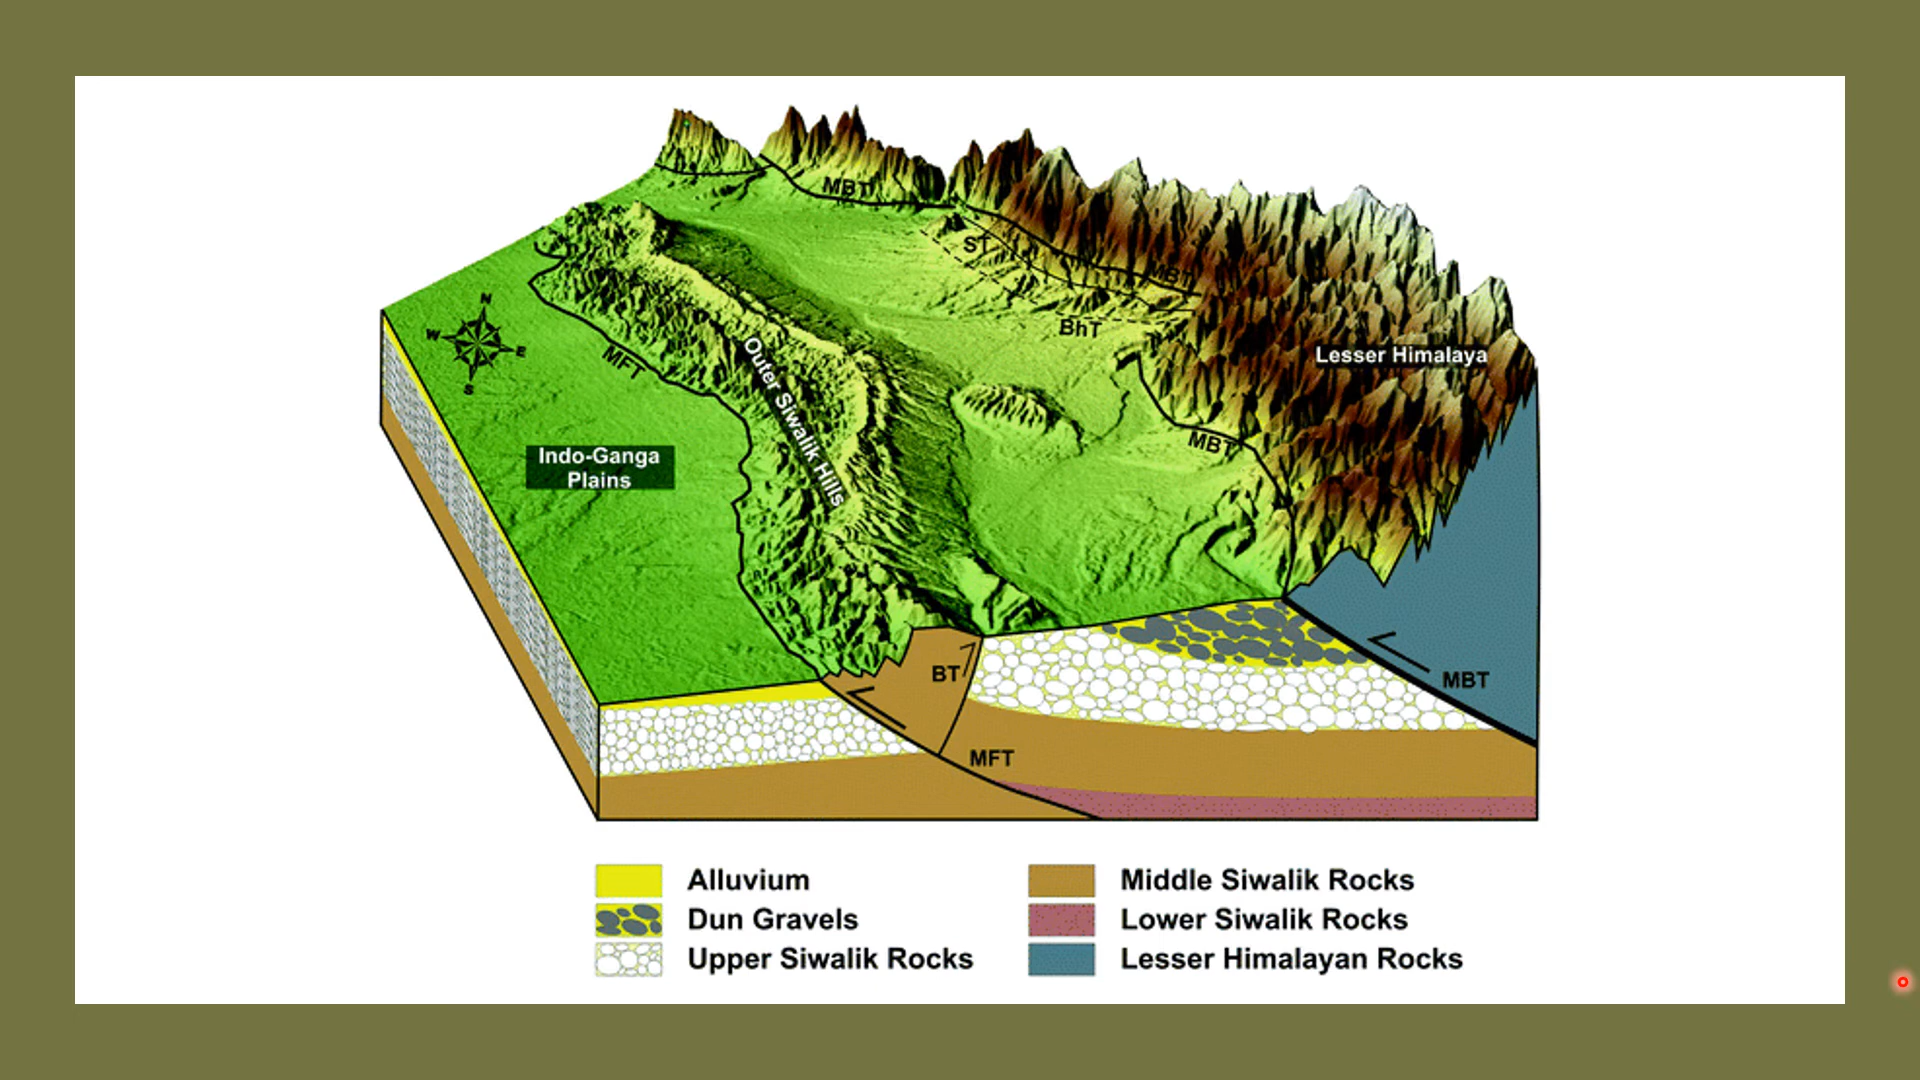 MBT
ST
MBT
N
W
E
S
BhT
MFT
Outer Siwalik Hills
Lesser Himalaya
MBT
Indo-Ganga
Plains
BT
MBT
MFT
Alluvium
Dun Gravels
Upper Siwalik Rocks
Middle Siwalik Rocks
Lower Siwalik Rocks
Lesser Himalayan Rocks